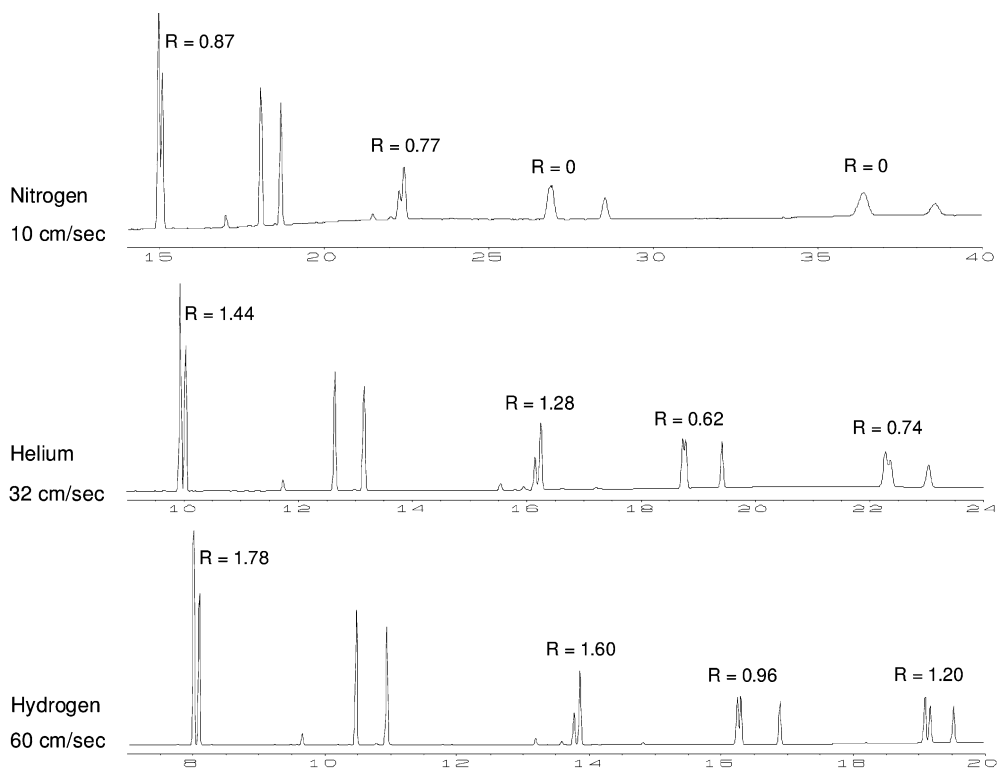 R = 0.87
R = 0.77
R = 0
R = 0
Nitrogen
10 cm/sec
15 20 25 30 35 40
R = 1.44
R = 1.28
R = 0.62
R = 0.74
Helium
32 cm/sec
10 12 14 16 18 20 22 24
R = 1.78
R = 1.60
R = 0.96
R = 1.20
Hydrogen
60 cm/sec
8 10 12 14 16 18 20